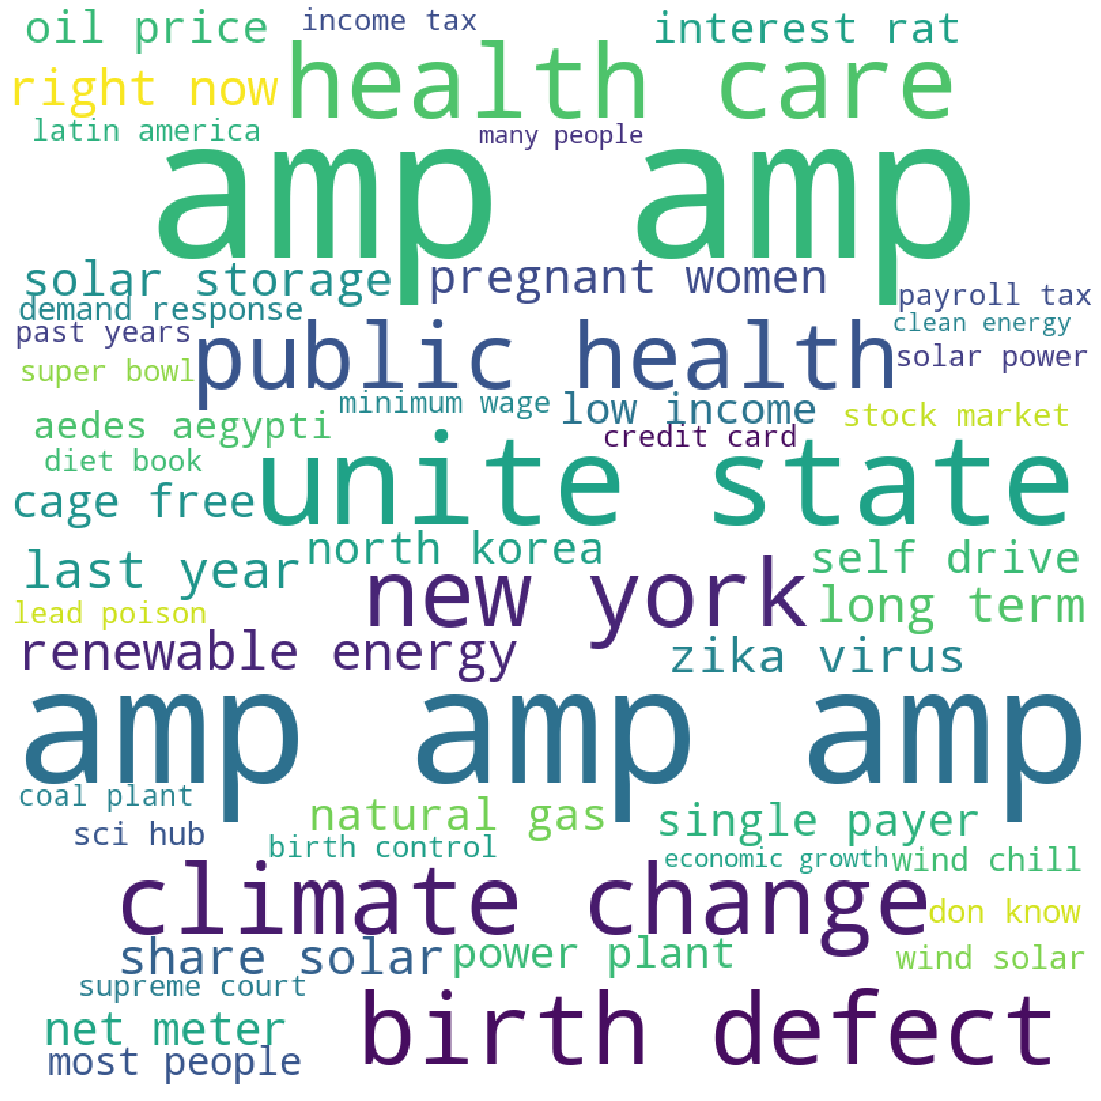 oil price
income tax
interest rat
right now
health care
latin america
many people
amp amp
solar storage
pregnant women
demand response
payroll tax
past years
public health
clean energy
super bowl
solar power
minimum wage
low income
stock market
aedes aegypti
credit card
diet book
unite state
cage free
last year
north korea
self drive
new york
long term
lead poison
renewable energy
zika virus
amp amp amp
coal plant
natural gas
single payer
sci hub
birth control
economic growth
wind chill
climate change
don know
share solar
power plant
wind solar
supreme court
net meter
birth defect
most people